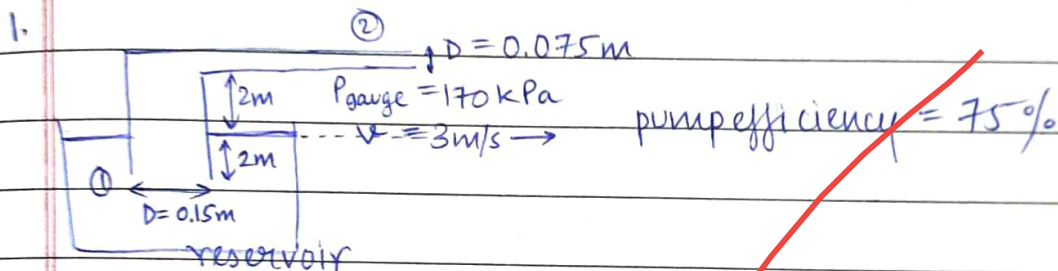 1.
②
D = 0.075m
2m Pgauge = 170 kPa
pump efficiency = 75%
V = 3m/s →
2m
①
D = 0.15m
reservoir